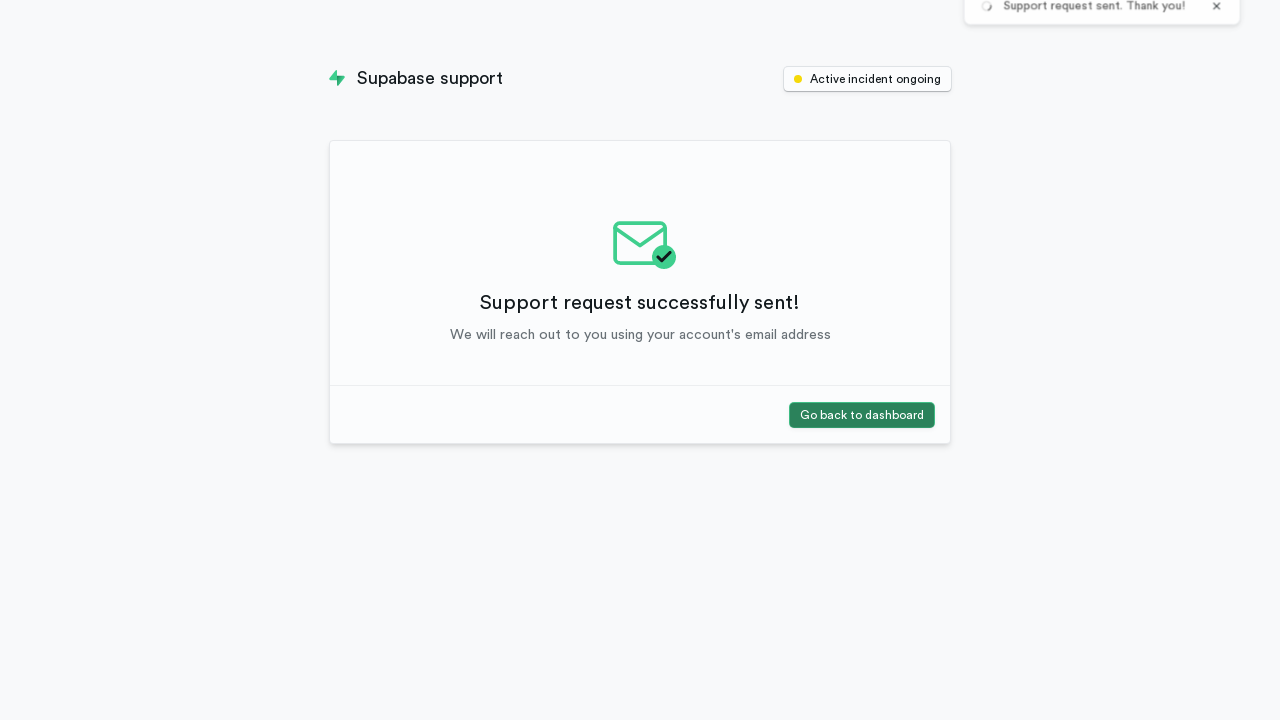 Support request sent. Thank you!
Supabase support
Active incident ongoing
Support request successfully sent!
We will reach out to you using your account's email address
Go back to dashboard